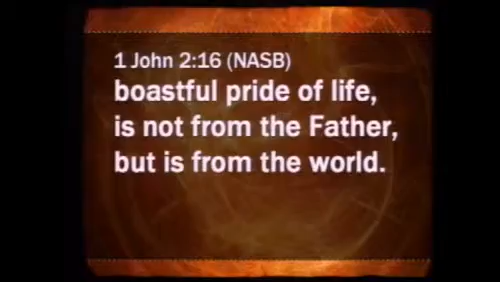 1 John 2:16 (NASB)
boastful pride of life,
is not from the Father,
but is from the world.